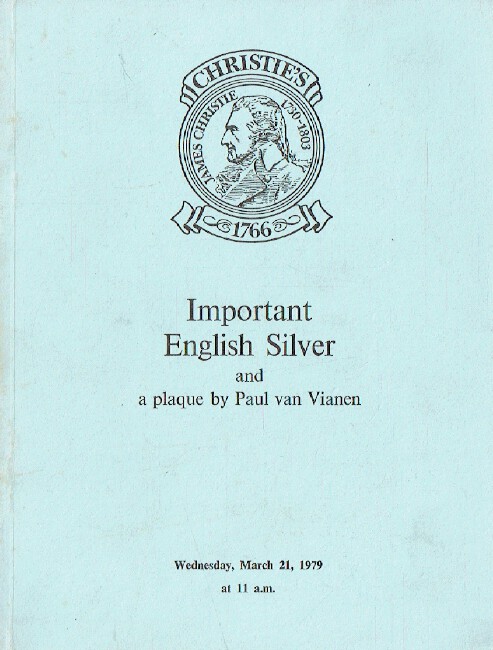 CHRISTIE'S
JAMES CHRISTIE 1730-1803
1766
Important
English Silver
and
a plaque by Paul van Vianen
Wednesday, March 21, 1979
at 11 a.m.